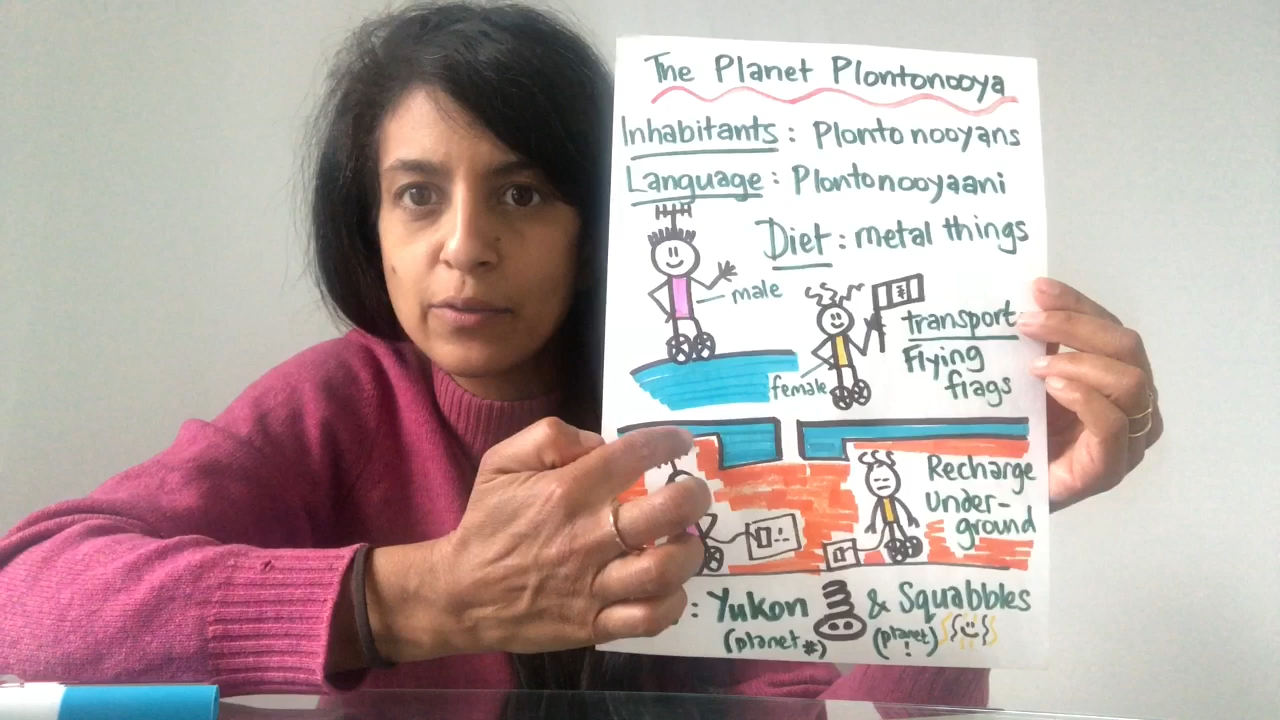 The Planet Plontonooya
Inhabitants : Plontonooyans
Language : Plontonooyaani
Diet : metal things
male
transport
Flying
flags
female
Recharge
Under-
ground
: Yukon & Squabbles
(planet #) (planet !)